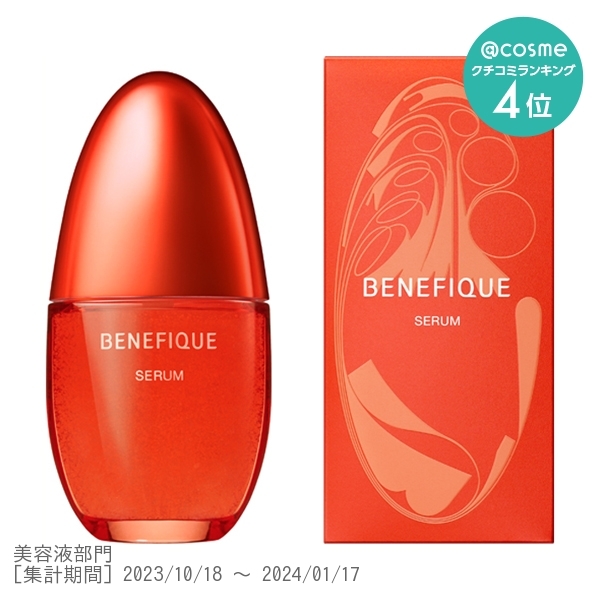 @cosme
クチコミランキング
4位
BENEFIQUE
SERUM
BENEFIQUE
SERUM
美容液部門
[集計期間] 2023/10/18 ~ 2024/01/17